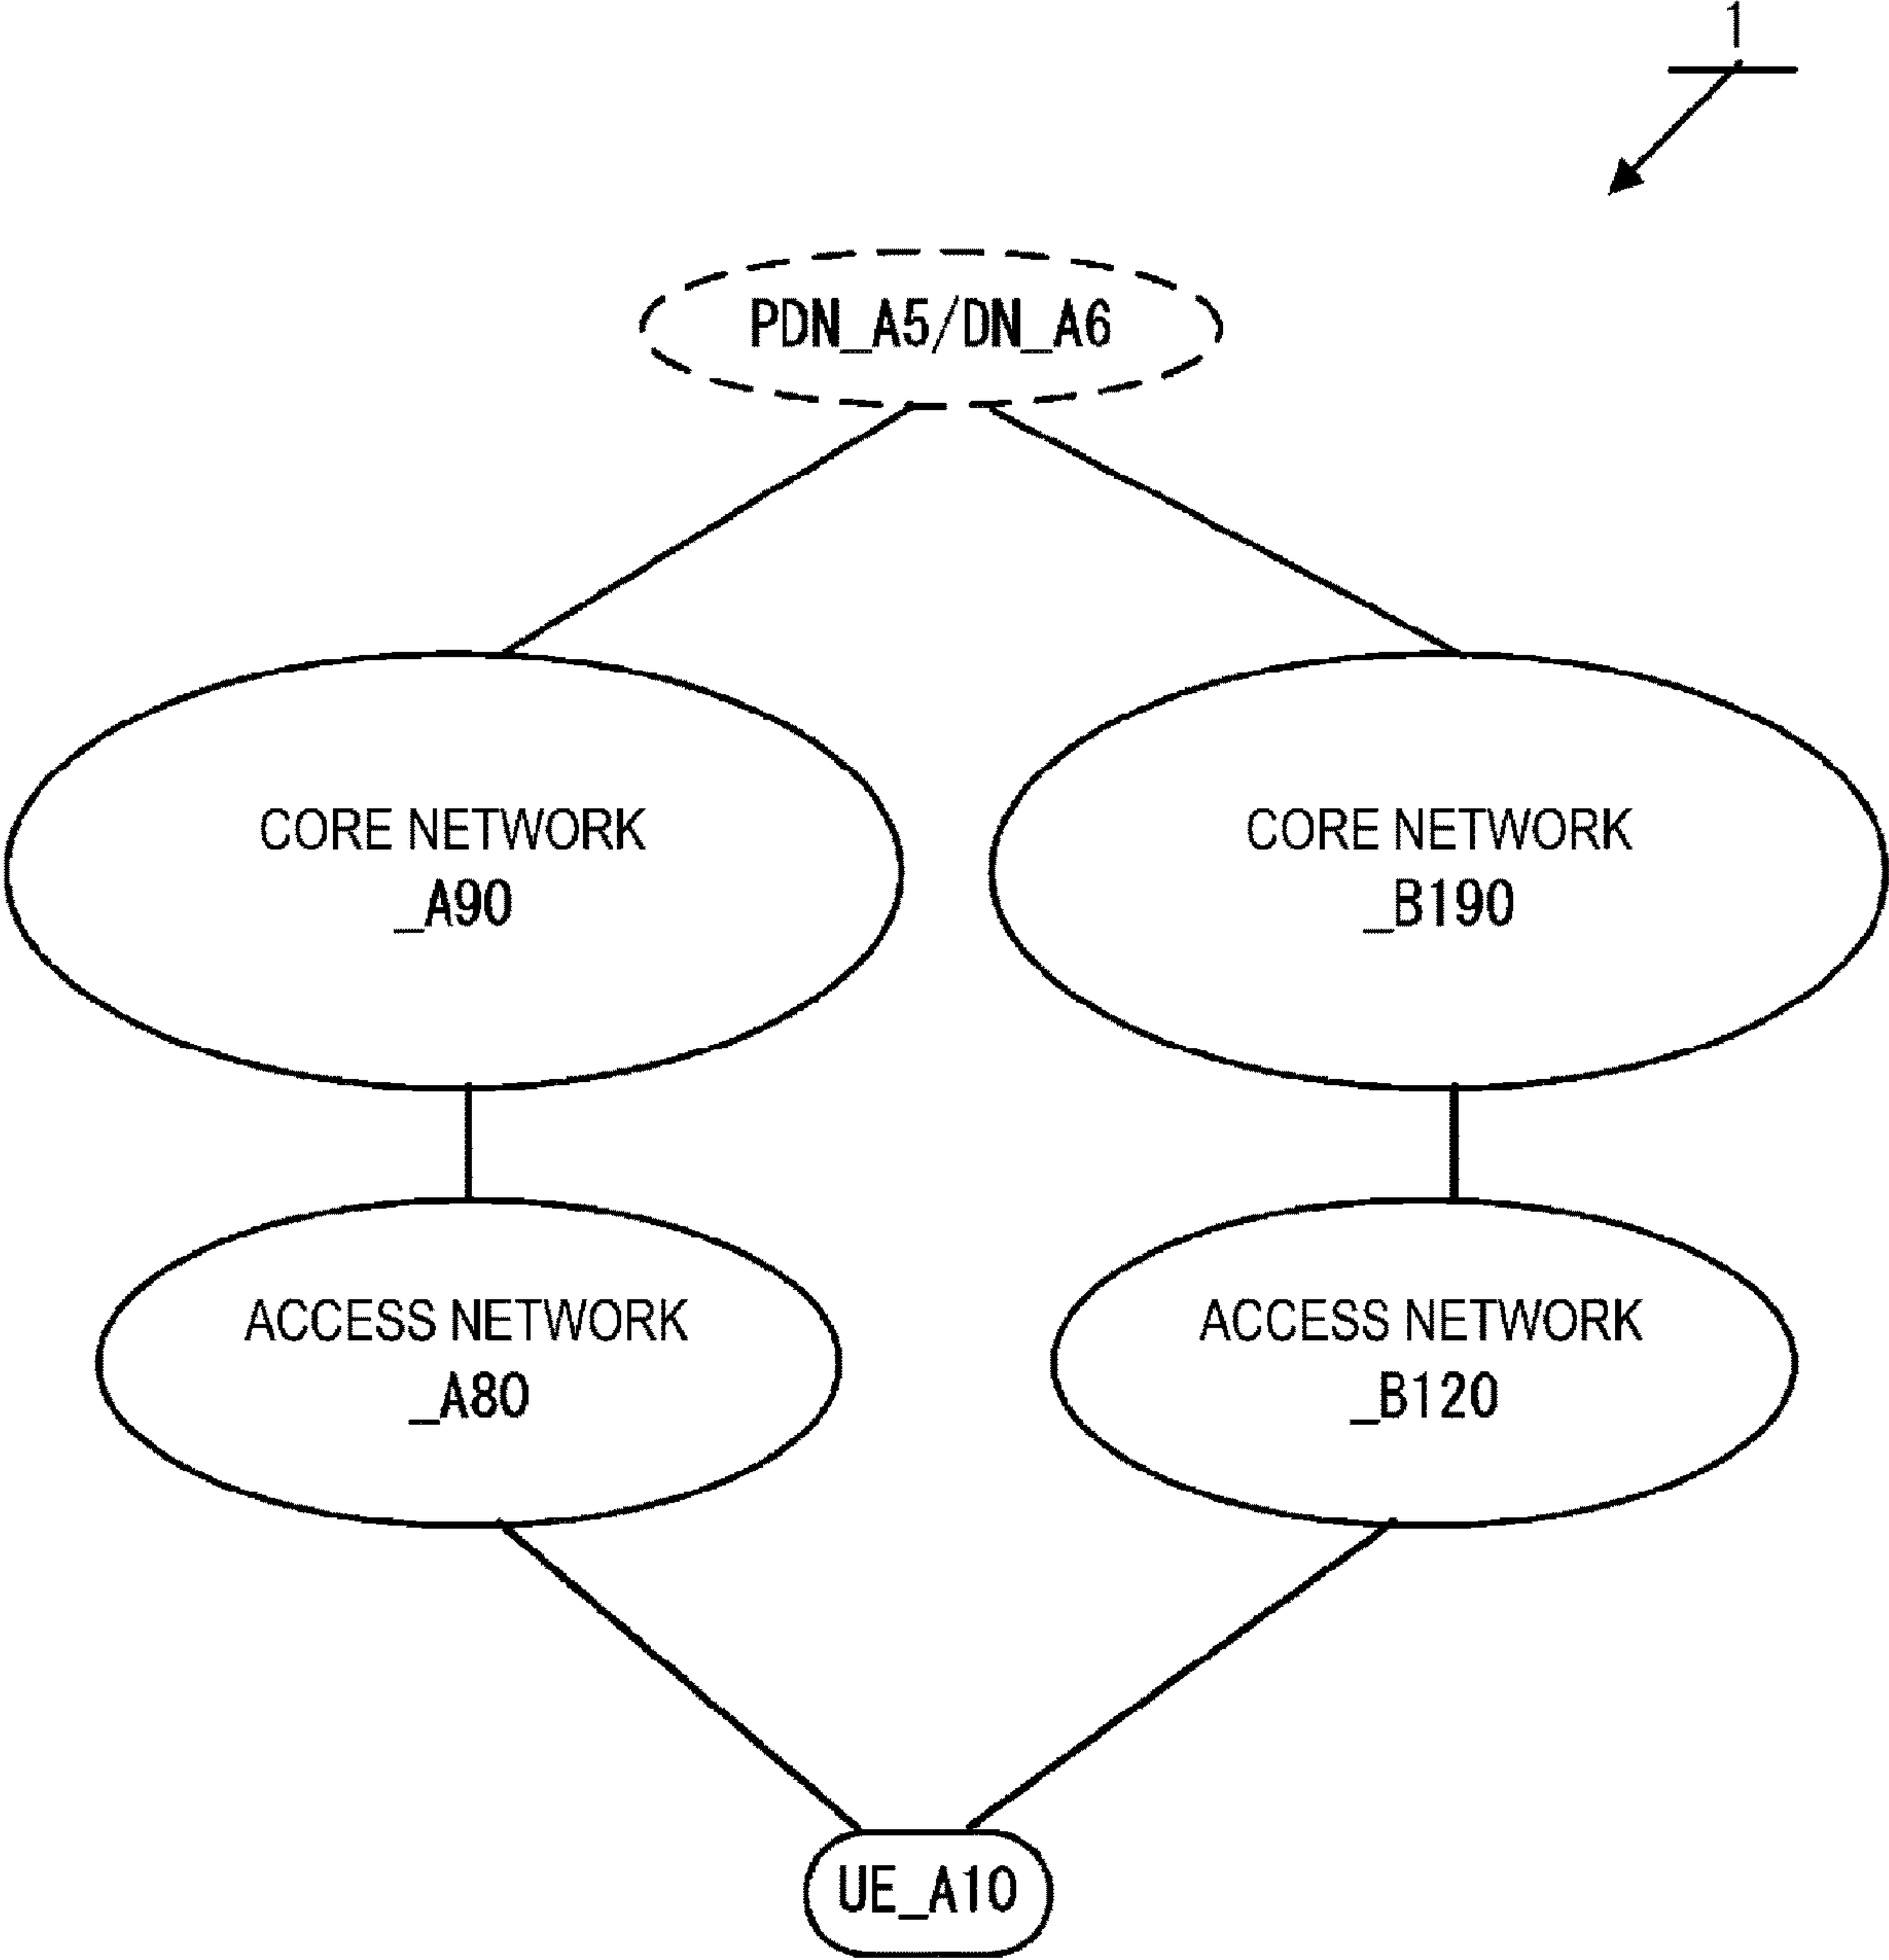 1
PDN_A5/DN_A6
CORE NETWORK
_A90
CORE NETWORK
_B190
ACCESS NETWORK
_A80
ACCESS NETWORK
_B120
UE_A10